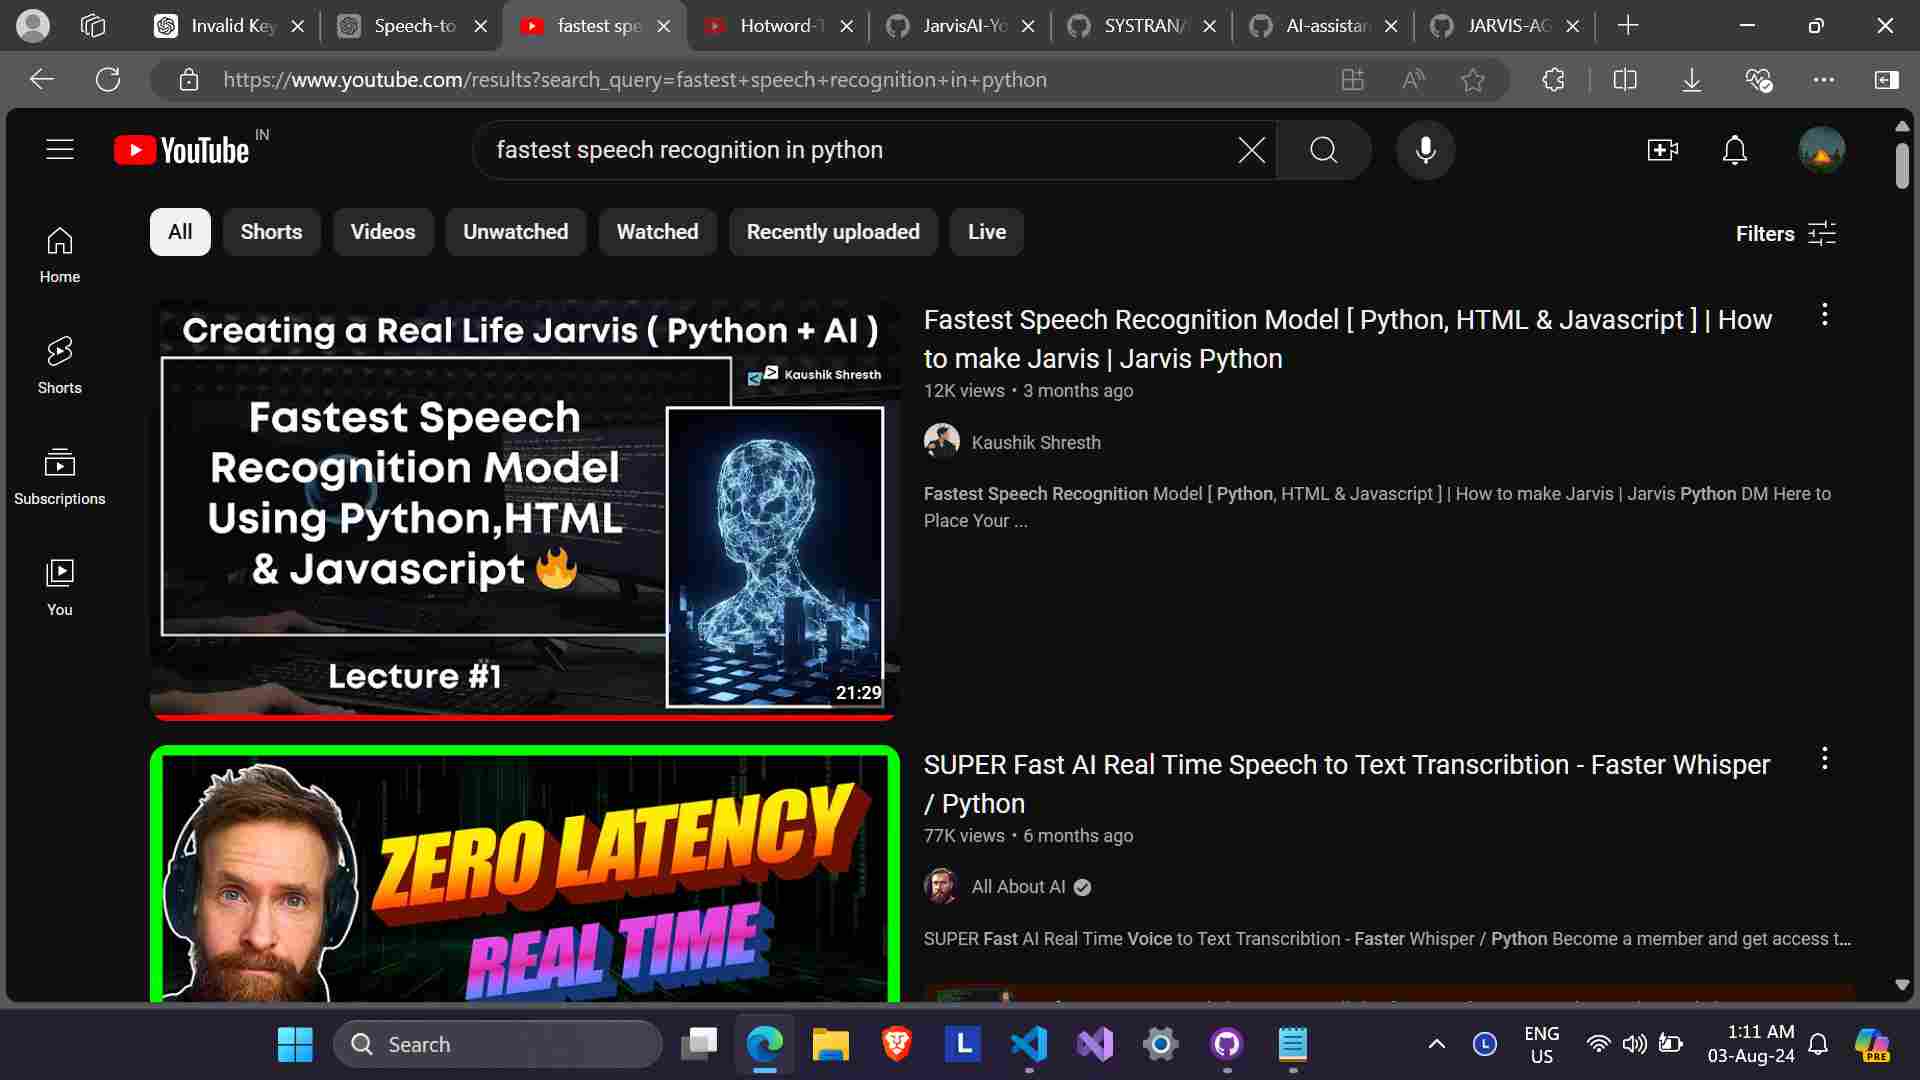 Invalid Key
Speech-to
fastest spe
Hotword-T
JarvisAI-Yo
SYSTRAN/
AI-assistan
JARVIS-AG
https://www.youtube.com/results?search_query=fastest+speech+recognition+in+python
YouTube IN
fastest speech recognition in python
All
Shorts
Videos
Unwatched
Watched
Recently uploaded
Live
Filters
Home
Shorts
Subscriptions
You
Creating a Real Life Jarvis ( Python + AI )
Kaushik Shresth
Fastest Speech
Recognition Model
Using Python,HTML
& Javascript 🔥
Lecture #1
21:29
Fastest Speech Recognition Model [ Python, HTML & Javascript ] | How
to make Jarvis | Jarvis Python
12K views • 3 months ago
Kaushik Shresth
Fastest Speech Recognition Model [ Python, HTML & Javascript ] | How to make Jarvis | Jarvis Python DM Here to
Place Your ...
ZERO LATENCY
REAL TIME
SUPER Fast AI Real Time Speech to Text Transcribtion - Faster Whisper
/ Python
77K views • 6 months ago
All About AI
SUPER Fast AI Real Time Voice to Text Transcribtion - Faster Whisper / Python Become a member and get access t...
Search
L
L
ENG
US
1:11 AM
03-Aug-24
PRE